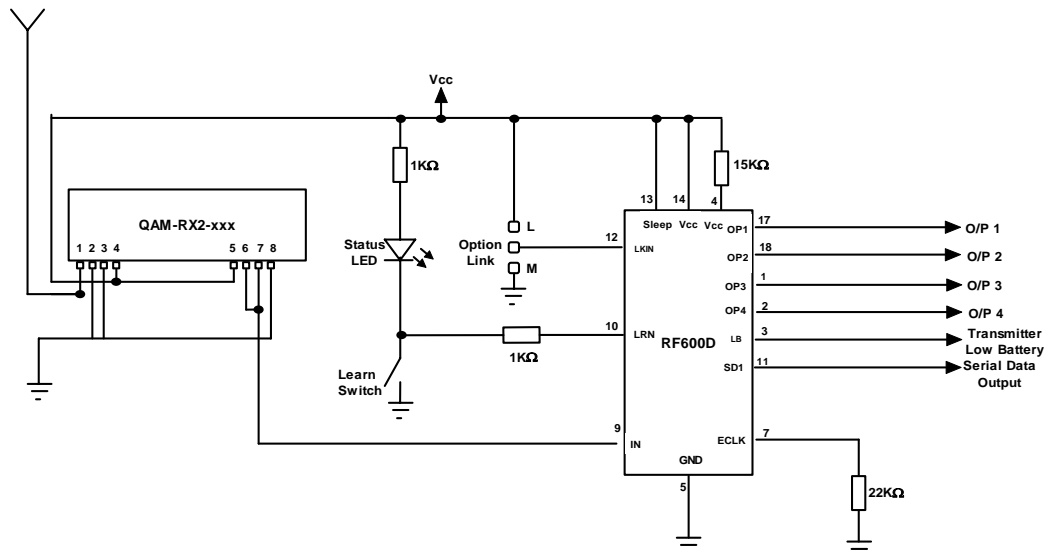 Vcc
1KΩ
15KΩ
13
14
4
QAM-RX2-xxx
Sleep
Vcc
Vcc
OP1
17
O/P 1
L
1 2 3 4
5 6 7 8
Status
LED
Option
Link
12
LKIN
OP2
18
O/P 2
M
OP3
1
O/P 3
OP4
2
O/P 4
10
LRN
RF600D
LB
3
Transmitter
Low Battery
1KΩ
SD1
11
Serial Data
Output
Learn
Switch
9
IN
ECLK
7
GND
5
22KΩ